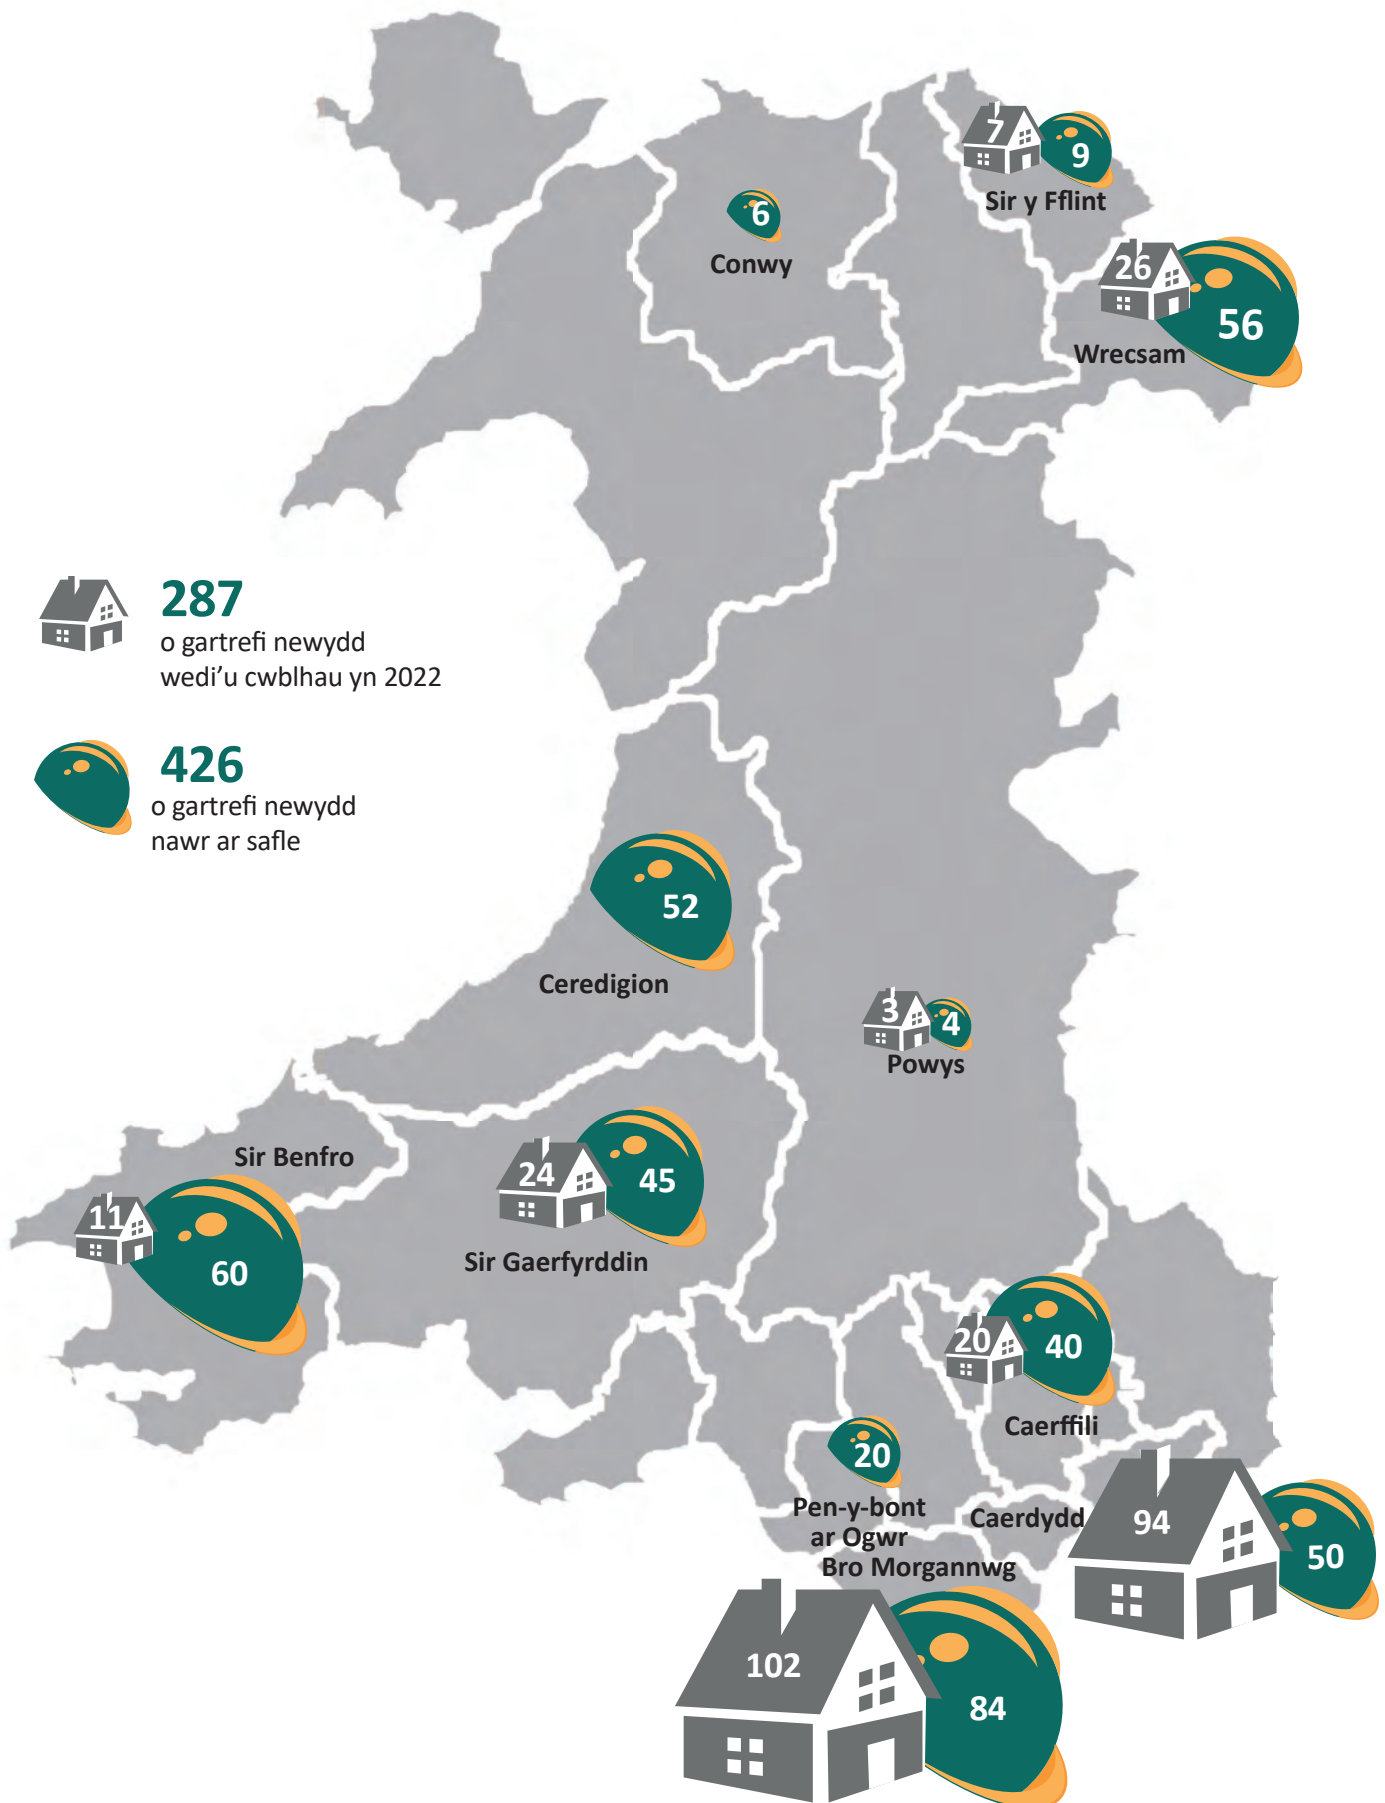 7
9
Sir y Fflint
6
Conwy
26
56
Wrecsam
287
o gartrefi newydd
wedi'u cwblhau yn 2022
426
o gartrefi newydd
nawr ar safle
52
Ceredigion
3
4
Powys
Sir Benfro
11
60
24
45
Sir Gaerfyrddin
20
40
Caerffili
20
Pen-y-bont
ar Ogwr
Caerdydd
94
50
Bro Morgannwg
102
84